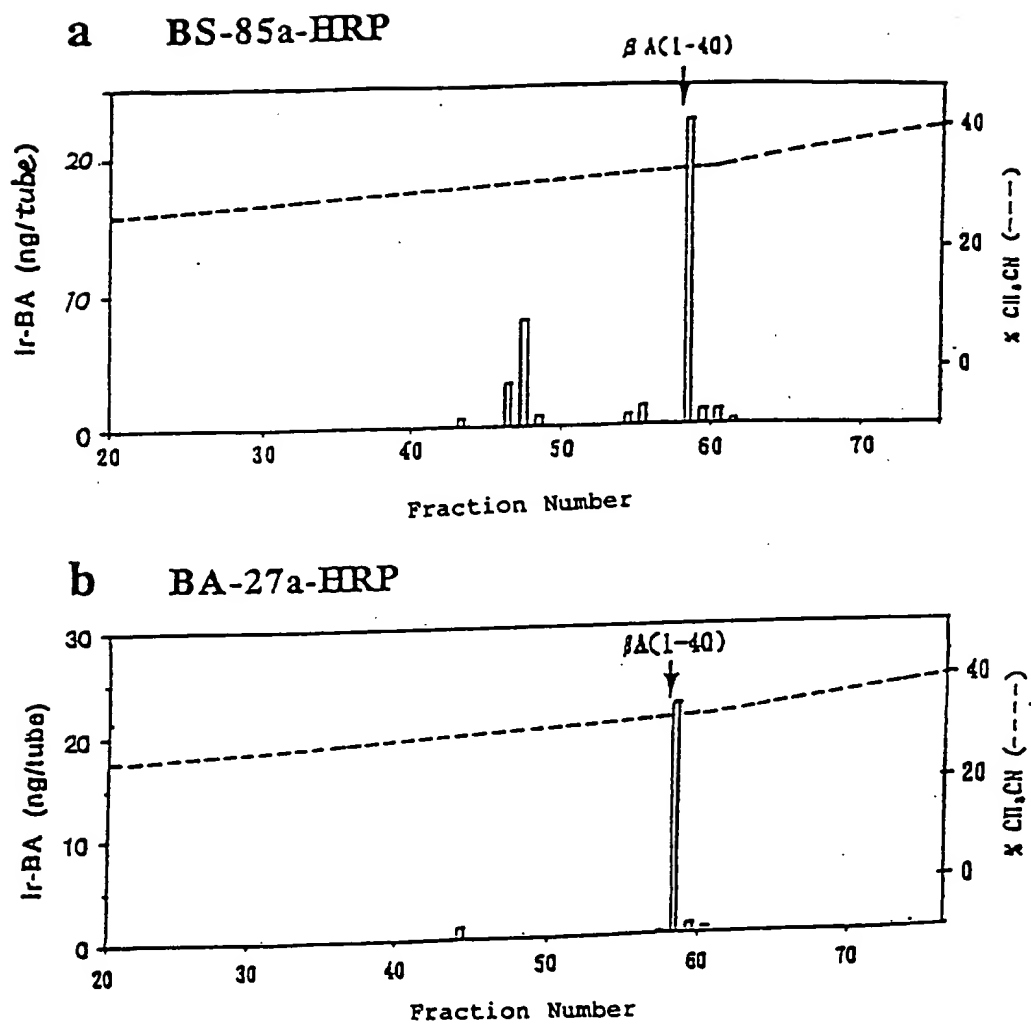 a BS-85a-HRP
βA(1-40)
Ir-BA (ng/tube)
20
10
0
40
20
0
% CH₃CN (---)
20 30 40 50 60 70
Fraction Number
b BA-27a-HRP
βA(1-40)
Ir-BA (ng/tube)
30
20
10
0
40
20
0
% CH₃CN (----)
20 30 40 50 60 70
Fraction Number